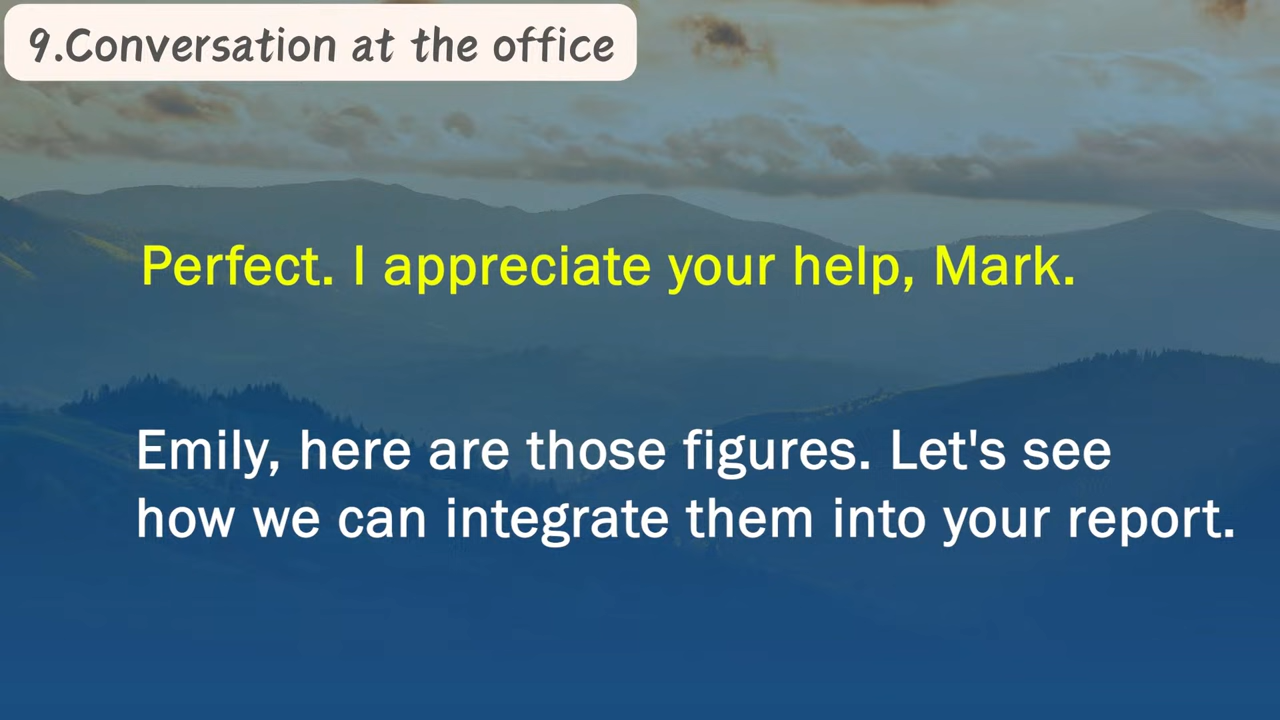 9.Conversation at the office
Perfect. I appreciate your help, Mark.
Emily, here are those figures. Let's see
how we can integrate them into your report.